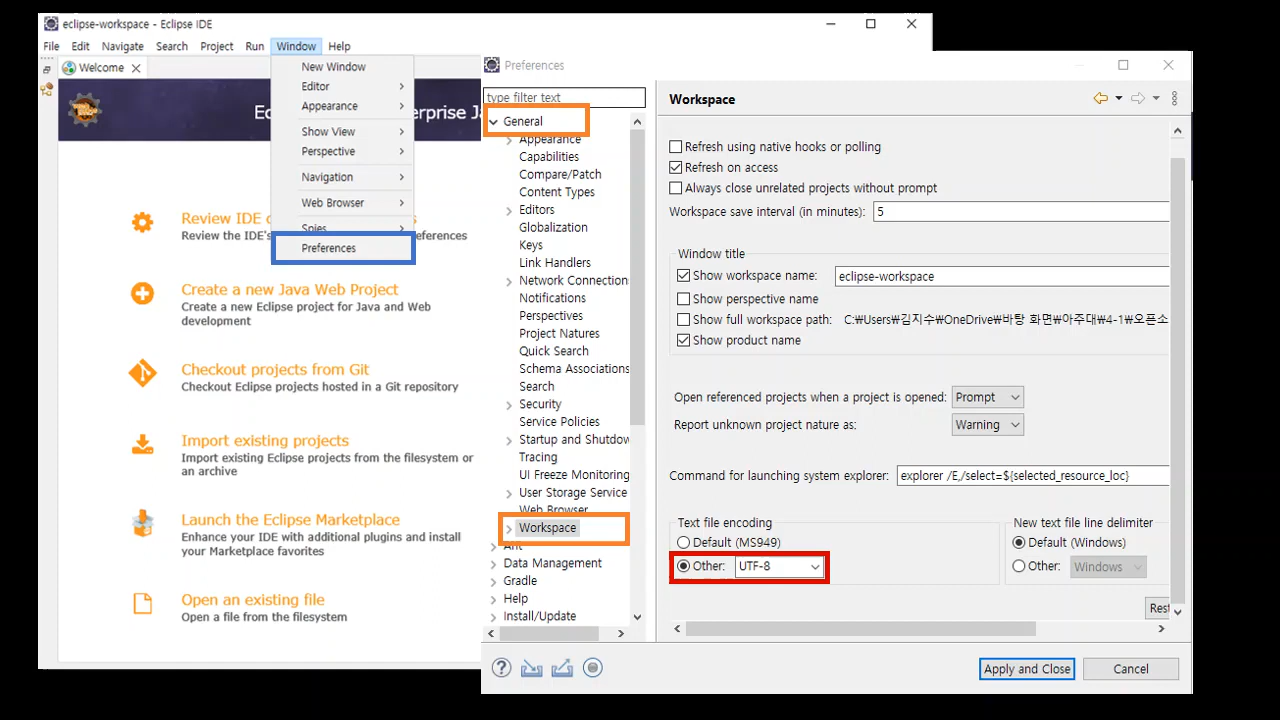 eclipse-workspace - Eclipse IDE
File Edit Navigate Search Project Run Window Help
Welcome
New Window
Editor
Appearance
Show View
Perspective
Navigation
Web Browser
Spies
Preferences
Ec
erprise Ja
Review IDE c
s
Review the IDE's
references
Create a new Java Web Project
Create a new Eclipse project for Java and Web
development
Checkout projects from Git
Checkout Eclipse projects hosted in a Git repository
Import existing projects
Import existing Eclipse projects from the filesystem or
an archive
Launch the Eclipse Marketplace
Enhance your IDE with additional plugins and install
your Marketplace favorites
Open an existing file
Open a file from the filesystem
Preferences
type filter text
General
Appearance
Capabilities
Compare/Patch
Content Types
Editors
Globalization
Keys
Link Handlers
Network Connection
Notifications
Perspectives
Project Natures
Quick Search
Schema Associations
Search
Security
Service Policies
Startup and Shutdow
Tracing
UI Freeze Monitoring
User Storage Service
Web Browser
Workspace
Ant
Data Management
Gradle
Help
Install/Update
Workspace
Refresh using native hooks or polling
Refresh on access
Always close unrelated projects without prompt
Workspace save interval (in minutes): 5
Window title
Show workspace name: eclipse-workspace
Show perspective name
Show full workspace path: C:₩Users₩김지수₩OneDrive₩바탕 화면₩아주대₩4-1₩오픈소
Show product name
Open referenced projects when a project is opened: Prompt
Report unknown project nature as: Warning
Command for launching system explorer: explorer /E,/select=${selected_resource_loc}
Text file encoding
Default (MS949)
Other: UTF-8
New text file line delimiter
Default (Windows)
Other: Windows
Rest
Apply and Close Cancel